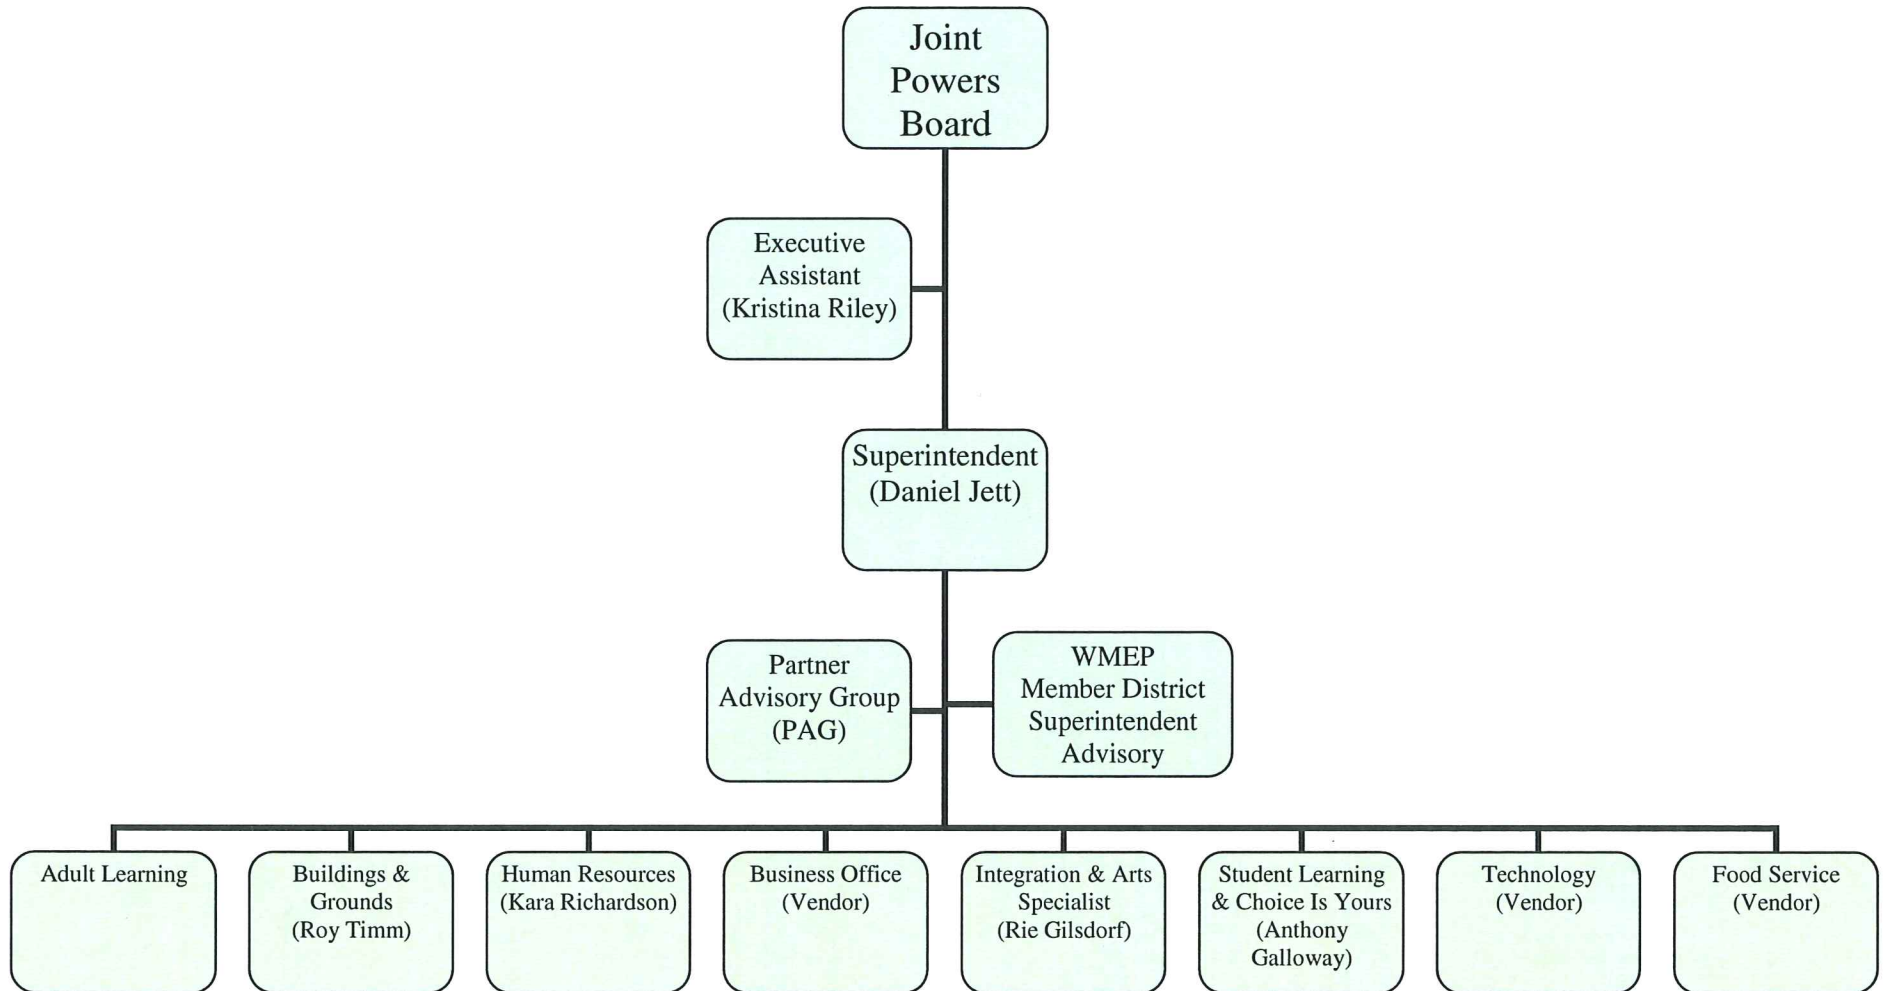 Joint
Powers
Board
Executive
Assistant
(Kristina Riley)
Superintendent
(Daniel Jett)
Partner
Advisory Group
(PAG)
WMEP
Member District
Superintendent
Advisory
Adult Learning
Buildings &
Grounds
(Roy Timm)
Human Resources
(Kara Richardson)
Business Office
(Vendor)
Integration & Arts
Specialist
(Rie Gilsdorf)
Student Learning
& Choice Is Yours
(Anthony
Galloway)
Technology
(Vendor)
Food Service
(Vendor)